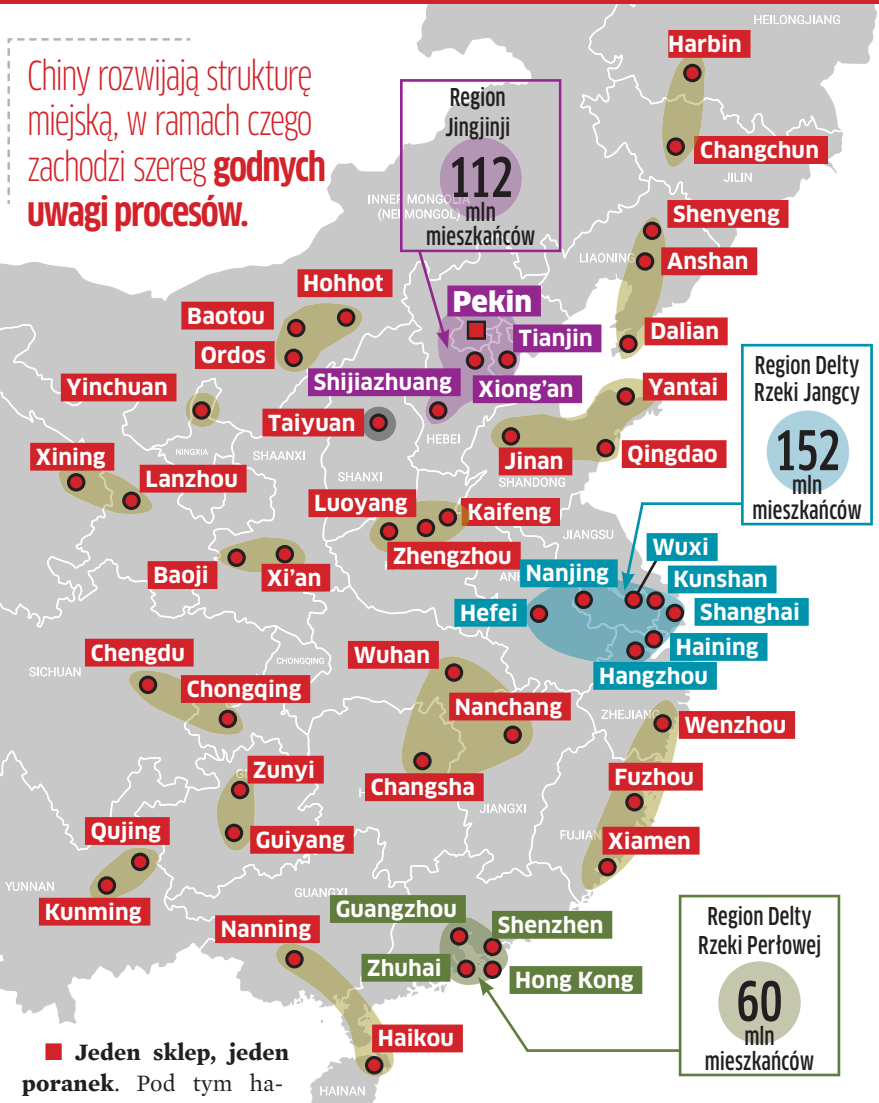 HEILONGJIANG
Harbin
Chiny rozwijają strukturę
miejską, w ramach czego
zachodzi szereg godnych
uwagi procesów.
Region
Jingjinji
112
mln
mieszkańców
Changchun
JILIN
INNER MONGOLIA
(NEI MONGOL)
Shenyeng
LIAONING
Anshan
Hohhot
Baotou
Pekin
Ordos
Tianjin
Dalian
Region Delty
Rzeki Jangcy
152
mln
mieszkańców
Yinchuan
Shijiazhuang
Xiong'an
Yantai
Taiyuan
HEBEI
Xining
NINGXIA
SHAANXI
Jinan
Qingdao
Lanzhou
SHANXI
SHANDONG
Luoyang
Kaifeng
JIANGSU
Zhengzhou
Wuxi
Baoji
Xi'an
AN
Nanjing
Kunshan
Hefei
Shanghai
Haining
Hangzhou
Chengdu
SICHUAN
CHONGQING
Wuhan
Chongqing
Nanchang
ZHEJIANG
Wenzhou
Zunyi
GU
Fuzhou
Changsha
H
JIANGXI
Qujing
Guiyang
FUJIAN
Xiamen
YUNNAN
Kunming
GUANGXI
Guangzhou
Nanning
Shenzhen
Zhuhai
Hong Kong
Region Delty
Rzeki Perłowej
60
mln
mieszkańców
Haikou
HAINAN
■ Jeden sklep, jeden
poranek. Pod tym ha-